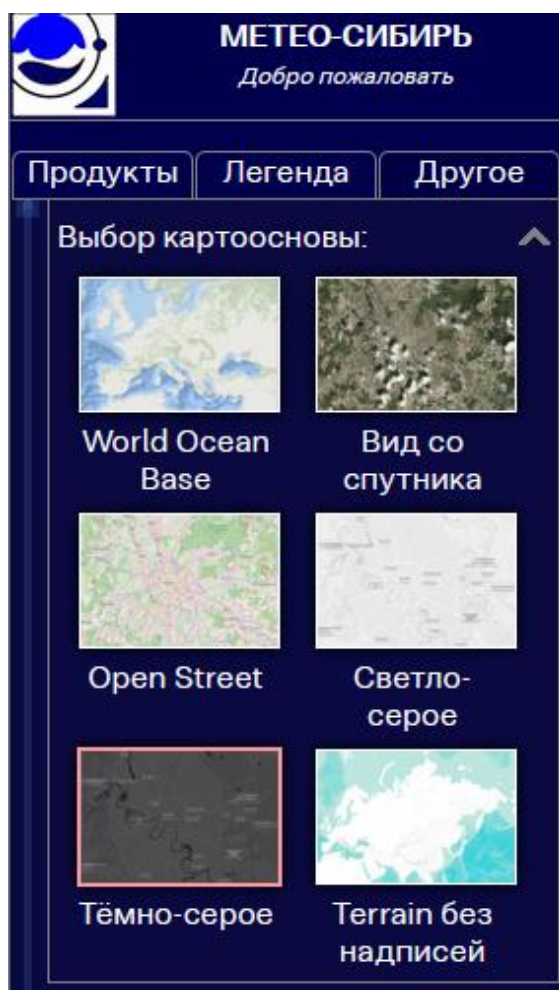 МЕТЕО-СИБИРЬ
Добро пожаловать
Продукты Легенда Другое
Выбор картоосновы:
World Ocean
Base
Вид со
спутника
Open Street
Светло-
серое
Тёмно-серое
Terrain без
надписей